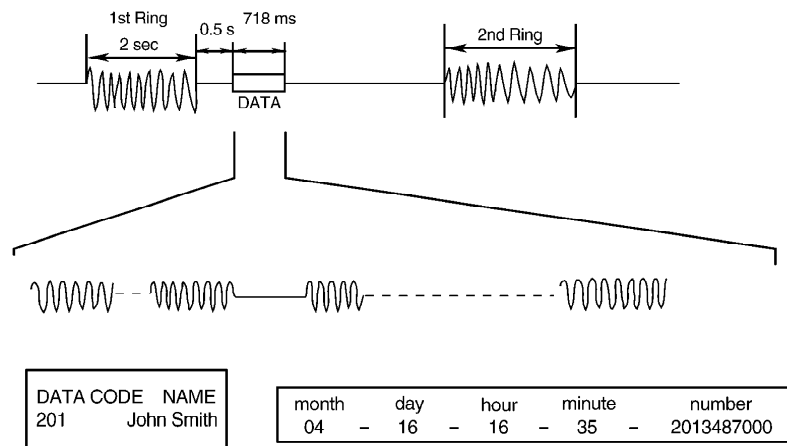 1st Ring
2 sec
0.5 s
718 ms
2nd Ring
DATA
DATA CODE NAME
201 John Smith
month day hour minute number
04 – 16 – 16 – 35 – 2013487000